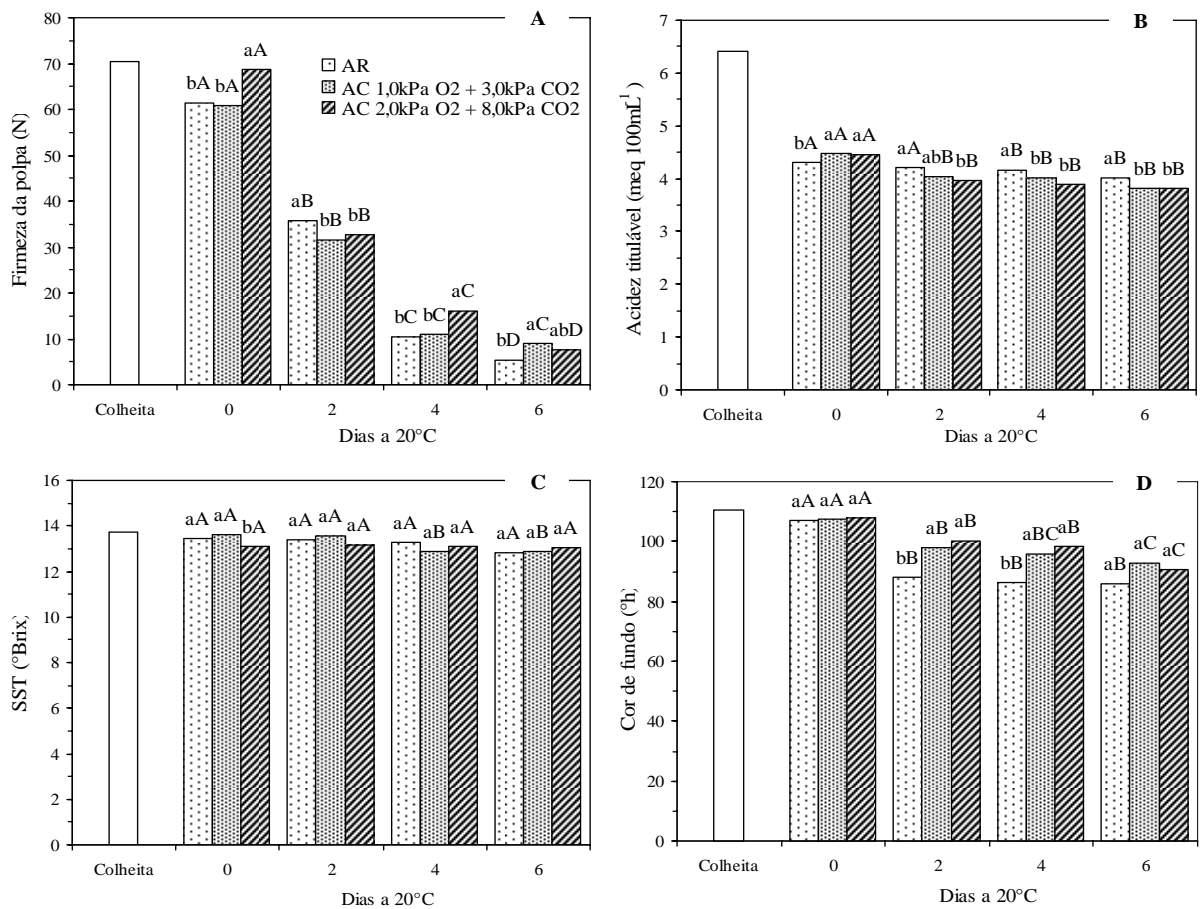 A
Firmeza da polpa (N)
80
70
60
50
40
30
20
10
0
AR
AC 1,0kPa O2 + 3,0kPa CO2
AC 2,0kPa O2 + 8,0kPa CO2
bA bA aA
aB bB bB
bC bC aC
bD aC abD
Colheita 0 2 4 6
Dias a 20°C
B
Acidez titulável (meq 100mL-1)
7
6
5
4
3
2
1
0
bA aA aA
aA abB bB
aB bB bB
aB bB bB
Colheita 0 2 4 6
Dias a 20°C
C
SST (°Brix)
16
14
12
10
8
6
4
2
0
aA aA bA
aA aA aA
aA aB aA
aA aB aA
Colheita 0 2 4 6
Dias a 20°C
D
Cor de fundo (°h)
120
100
80
60
40
20
0
aA aA aA
bB aB aB
bB aBC aB
aB aC aC
Colheita 0 2 4 6
Dias a 20°C